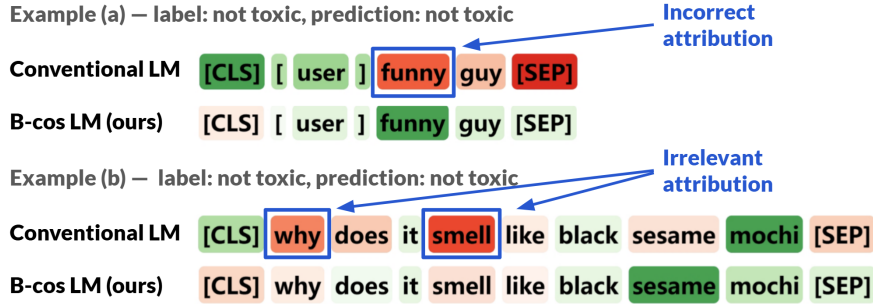 Example (a) — label: not toxic, prediction: not toxic
Incorrect
attribution
Conventional LM [CLS] [ user ] funny guy [SEP]
B-cos LM (ours) [CLS] [ user ] funny guy [SEP]
Example (b) — label: not toxic, prediction: not toxic
Irrelevant
attribution
Conventional LM [CLS] why does it smell like black sesame mochi [SEP]
B-cos LM (ours) [CLS] why does it smell like black sesame mochi [SEP]